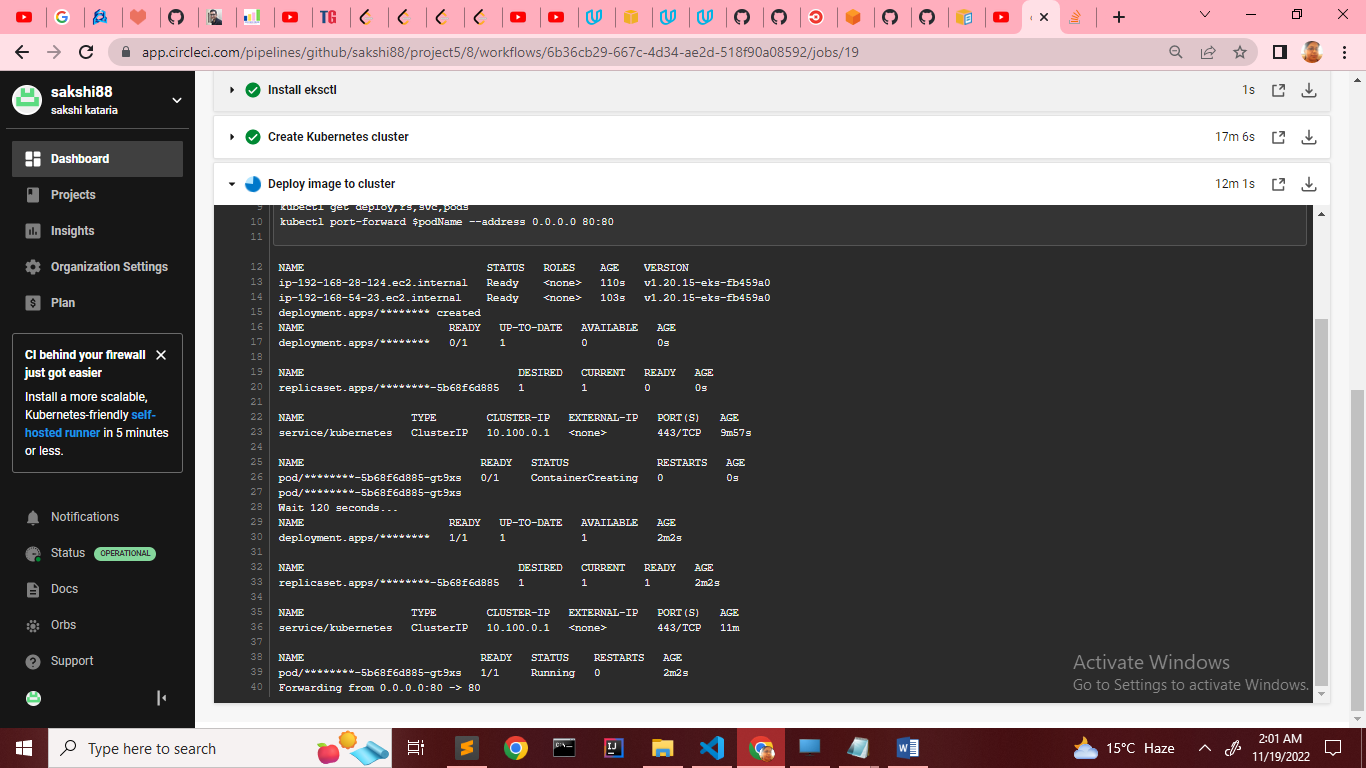 TG
app.circleci.com/pipelines/github/sakshi88/project5/8/workflows/6b36cb29-667c-4d34-ae2d-518f90a08592/jobs/19
sakshi88
sakshi kataria
Dashboard
Projects
Insights
Organization Settings
Plan
CI behind your firewall
just got easier
Install a more scalable,
Kubernetes-friendly self-
hosted runner in 5 minutes
or less.
Notifications
Status OPERATIONAL
Docs
Orbs
Support
Install eksctl 1s
Create Kubernetes cluster 17m 6s
Deploy image to cluster 12m 1s
9 kubectl get deploy,rs,svc,pods
10 kubectl port-forward $podName --address 0.0.0.0 80:80
11
12 NAME STATUS ROLES AGE VERSION
13 ip-192-168-28-124.ec2.internal Ready <none> 110s v1.20.15-eks-fb459a0
14 ip-192-168-54-23.ec2.internal Ready <none> 103s v1.20.15-eks-fb459a0
15 deployment.apps/******** created
16 NAME READY UP-TO-DATE AVAILABLE AGE
17 deployment.apps/******** 0/1 1 0 0s
18
19 NAME DESIRED CURRENT READY AGE
20 replicaset.apps/********-5b68f6d885 1 1 0 0s
21
22 NAME TYPE CLUSTER-IP EXTERNAL-IP PORT(S) AGE
23 service/kubernetes ClusterIP 10.100.0.1 <none> 443/TCP 9m57s
24
25 NAME READY STATUS RESTARTS AGE
26 pod/********-5b68f6d885-gt9xs 0/1 ContainerCreating 0 0s
27 pod/********-5b68f6d885-gt9xs
28 Wait 120 seconds...
29 NAME READY UP-TO-DATE AVAILABLE AGE
30 deployment.apps/******** 1/1 1 1 2m2s
31
32 NAME DESIRED CURRENT READY AGE
33 replicaset.apps/********-5b68f6d885 1 1 1 2m2s
34
35 NAME TYPE CLUSTER-IP EXTERNAL-IP PORT(S) AGE
36 service/kubernetes ClusterIP 10.100.0.1 <none> 443/TCP 11m
37
38 NAME READY STATUS RESTARTS AGE
39 pod/********-5b68f6d885-gt9xs 1/1 Running 0 2m2s
40 Forwarding from 0.0.0.0:80 -> 80
Activate Windows
Go to Settings to activate Windows.
Type here to search
15°C Haze
2:01 AM
11/19/2022